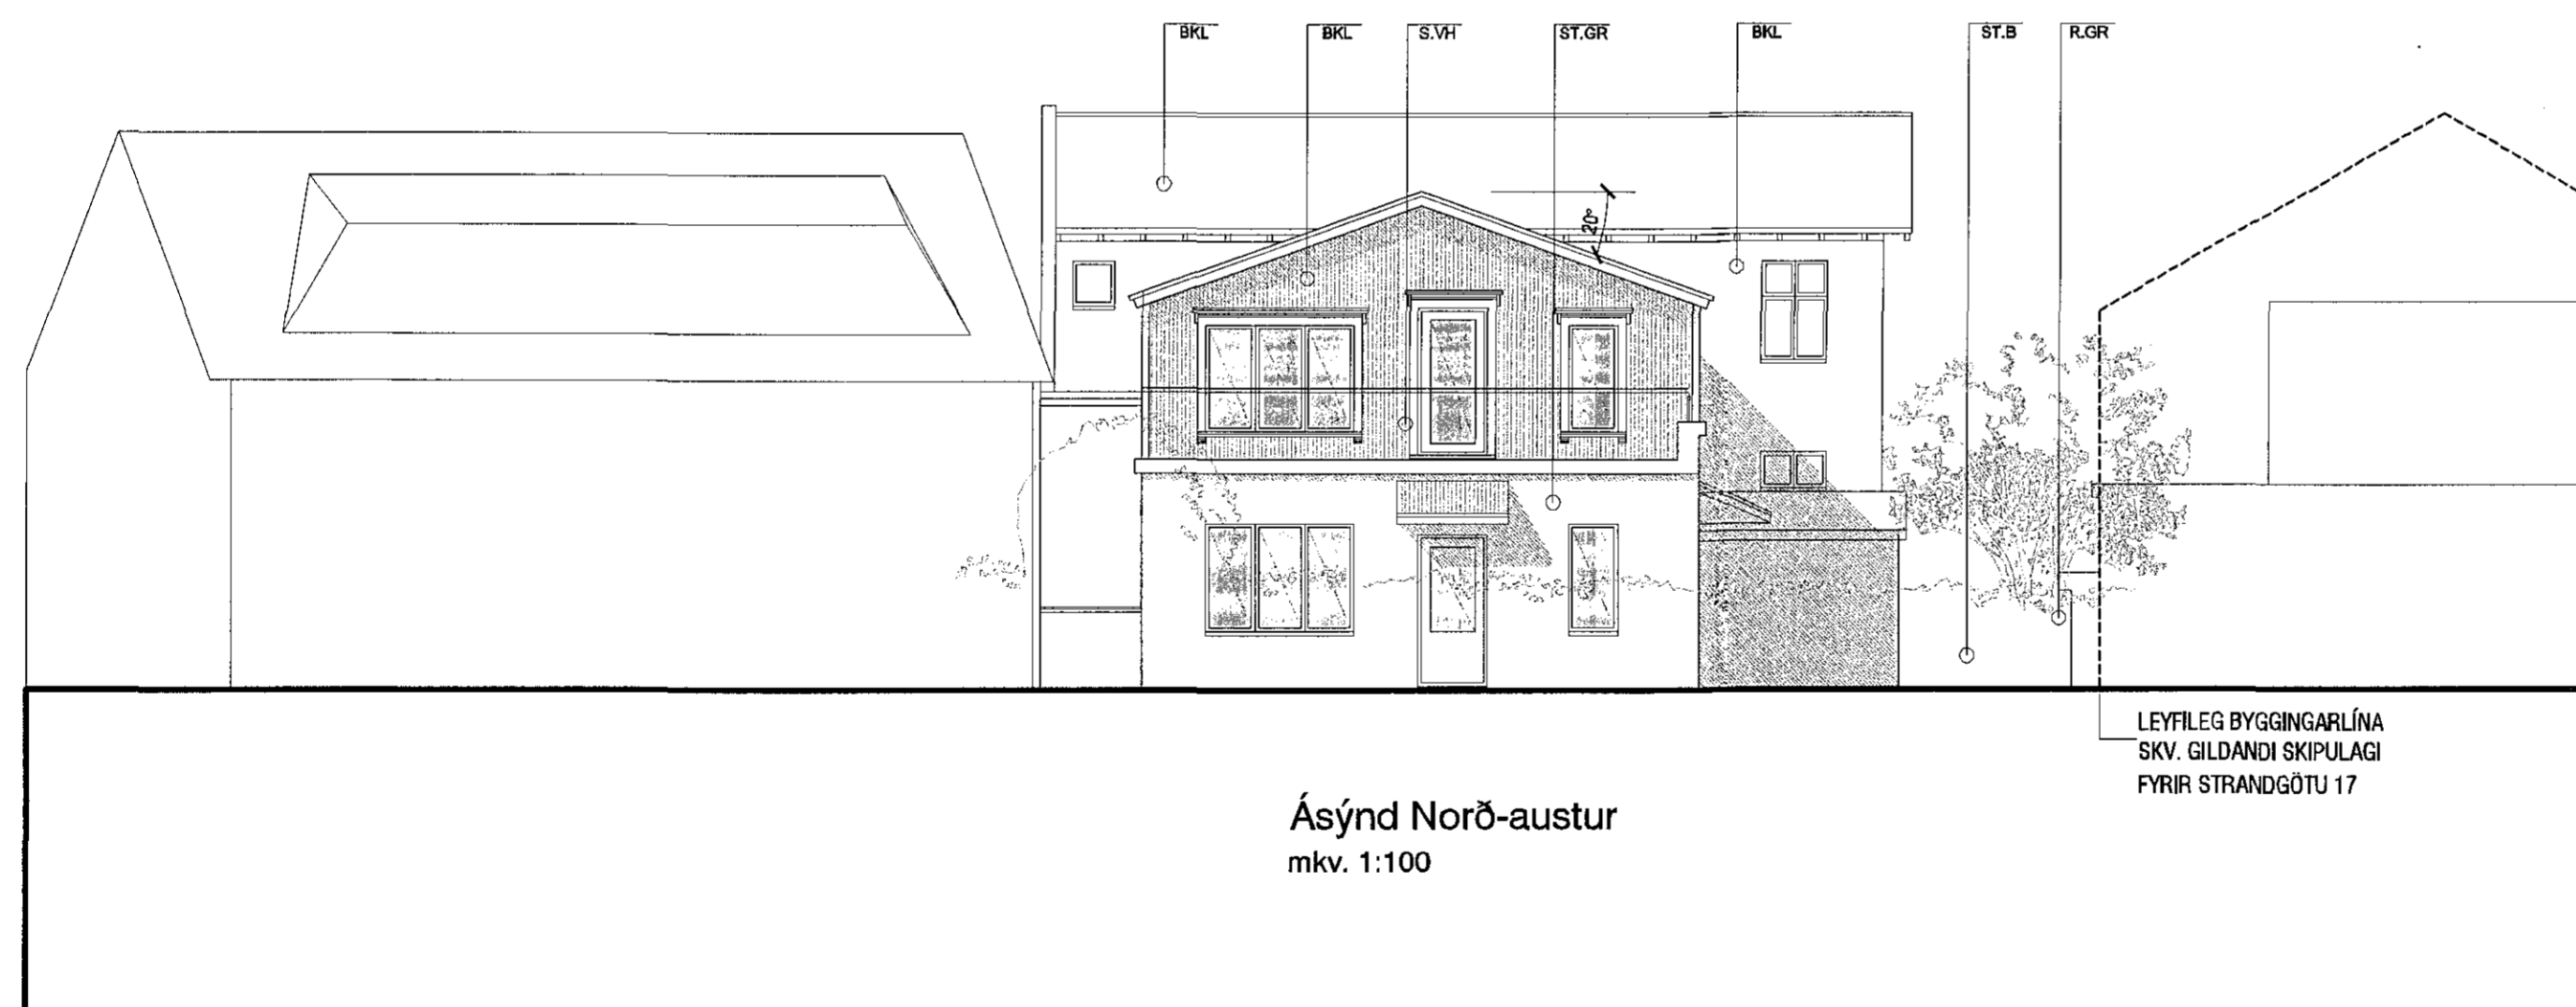 BKL BKL S.VH ST.GR BKL ST.B R.GR
20°
LEYFILEG BYGGINGARLÍNA
SKV. GILDANDI SKIPULAGI
FYRIR STRANDGÖTU 17
Ásýnd Norð-austur
mkv. 1:100